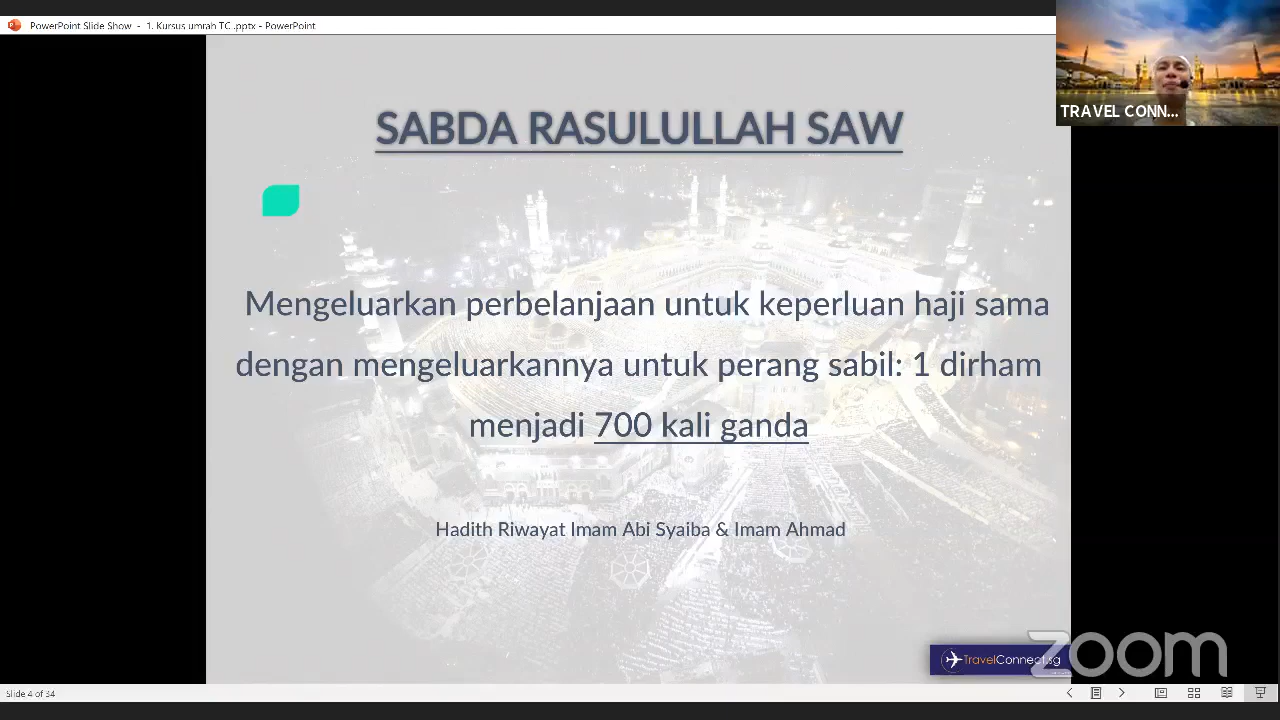 PowerPoint Slide Show - 1. Kursus umrah TC .pptx - PowerPoint
TRAVEL CONN...
SABDA RASULULLAH SAW
Mengeluarkan perbelanjaan untuk keperluan haji sama
dengan mengeluarkannya untuk perang sabil: 1 dirham
menjadi 700 kali ganda
Hadith Riwayat Imam Abi Syaiba & Imam Ahmad
TravelConnect.sg
zoom
Slide 4 of 34